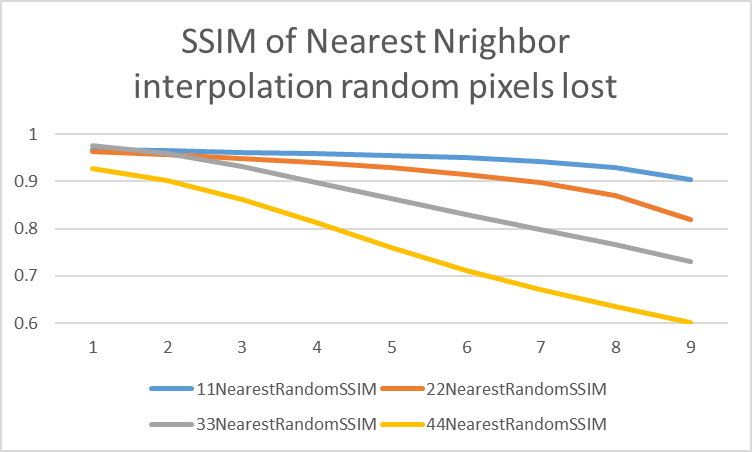 SSIM of Nearest Nrighbor
interpolation random pixels lost
1
0.9
0.8
0.7
0.6
1 2 3 4 5 6 7 8 9
11NearestRandomSSIM 22NearestRandomSSIM
33NearestRandomSSIM 44NearestRandomSSIM